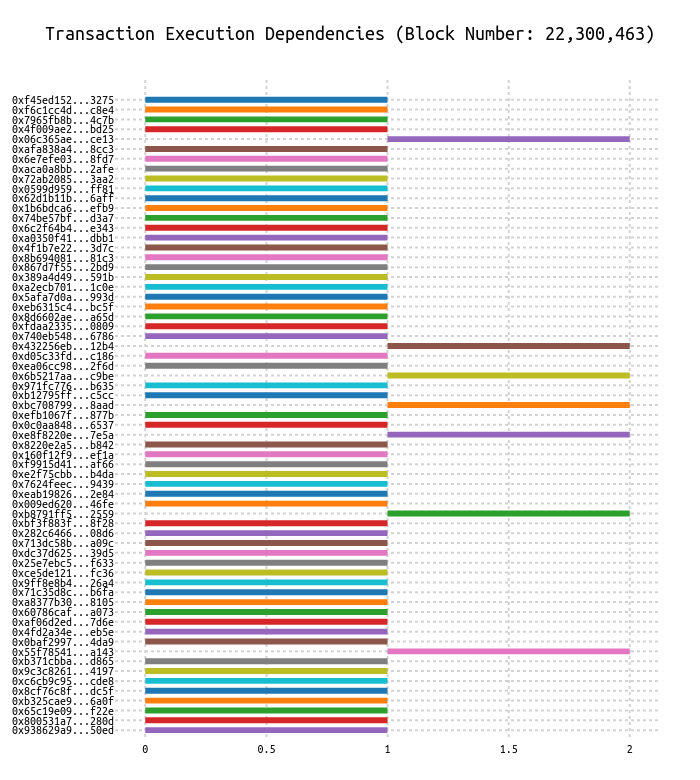 Transaction Execution Dependencies (Block Number: 22,300,463)
0xf45ed152...3275
0xf6c1cc4d...c8e4
0x7965fb8b...4c7b
0x4f009ae2...bd25
0x06c365ae...ce13
0xafa838a4...8cc3
0x6e7efe03...8fd7
0xaca0a8bb...2afe
0x72ab2085...3aa2
0x0599d959...ff81
0x62d1b11b...6aff
0x1b6bdca6...efb9
0x74be57bf...d3a7
0x6c2f64b4...e343
0xa0350f41...dbb1
0x4f1b7e22...3d7c
0x8b694081...81c3
0x867d7f55...2bd9
0x389a4d49...591b
0xa2ecb701...1c0e
0x5afa7d0a...993d
0xeb6315c4...bc5f
0x8d6602ae...a65d
0xfdaa2335...0809
0x740eb548...6786
0x432256eb...12b4
0xd05c33fd...c186
0xea06cc98...2f6d
0x6b5217aa...c9be
0x971fc776...b635
0xb12795ff...c5cc
0xbc708799...8aad
0xefb1067f...877b
0x0c0aa848...6537
0xe8f8220e...7e5a
0x8220e2a5...b842
0x160f12f9...ef1a
0xf9915d41...af66
0xe2f75cbb...b4da
0x7624feec...9439
0xeab19826...2e84
0x009ed620...46fe
0xb8791ff5...2559
0xbf3f883f...8f28
0x282c6466...08d6
0x713dc58b...a09c
0xdc37d625...39d5
0x25e7ebc5...f633
0xce5de121...fc36
0x9ff8e8b4...26a4
0x71c35d8c...b6fa
0xa8377b30...8105
0x60786caf...a073
0xaf06d2ed...7d6e
0x4fd2a34e...eb5e
0x0baf2997...4da9
0x55f78541...a143
0xb371cbba...d865
0x9c3c8261...4197
0xc6cb9c95...cde8
0x8cf76c8f...dc5f
0xb325cae9...6a0f
0x65c19e09...f22e
0x800531a7...280d
0x938629a9...50ed
0 0.5 1 1.5 2